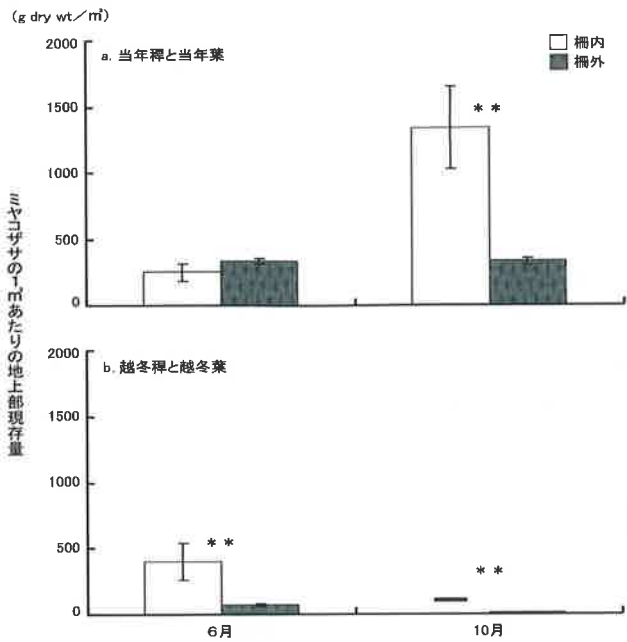 (g dry wt/㎡)
2000
1500
1000
500
0
a. 当年稈と当年葉
柵内
柵外
**
ミヤコザサの1㎡あたりの地上部現存量
2000
1500
1000
500
0
b. 越冬稈と越冬葉
**
**
6月
10月